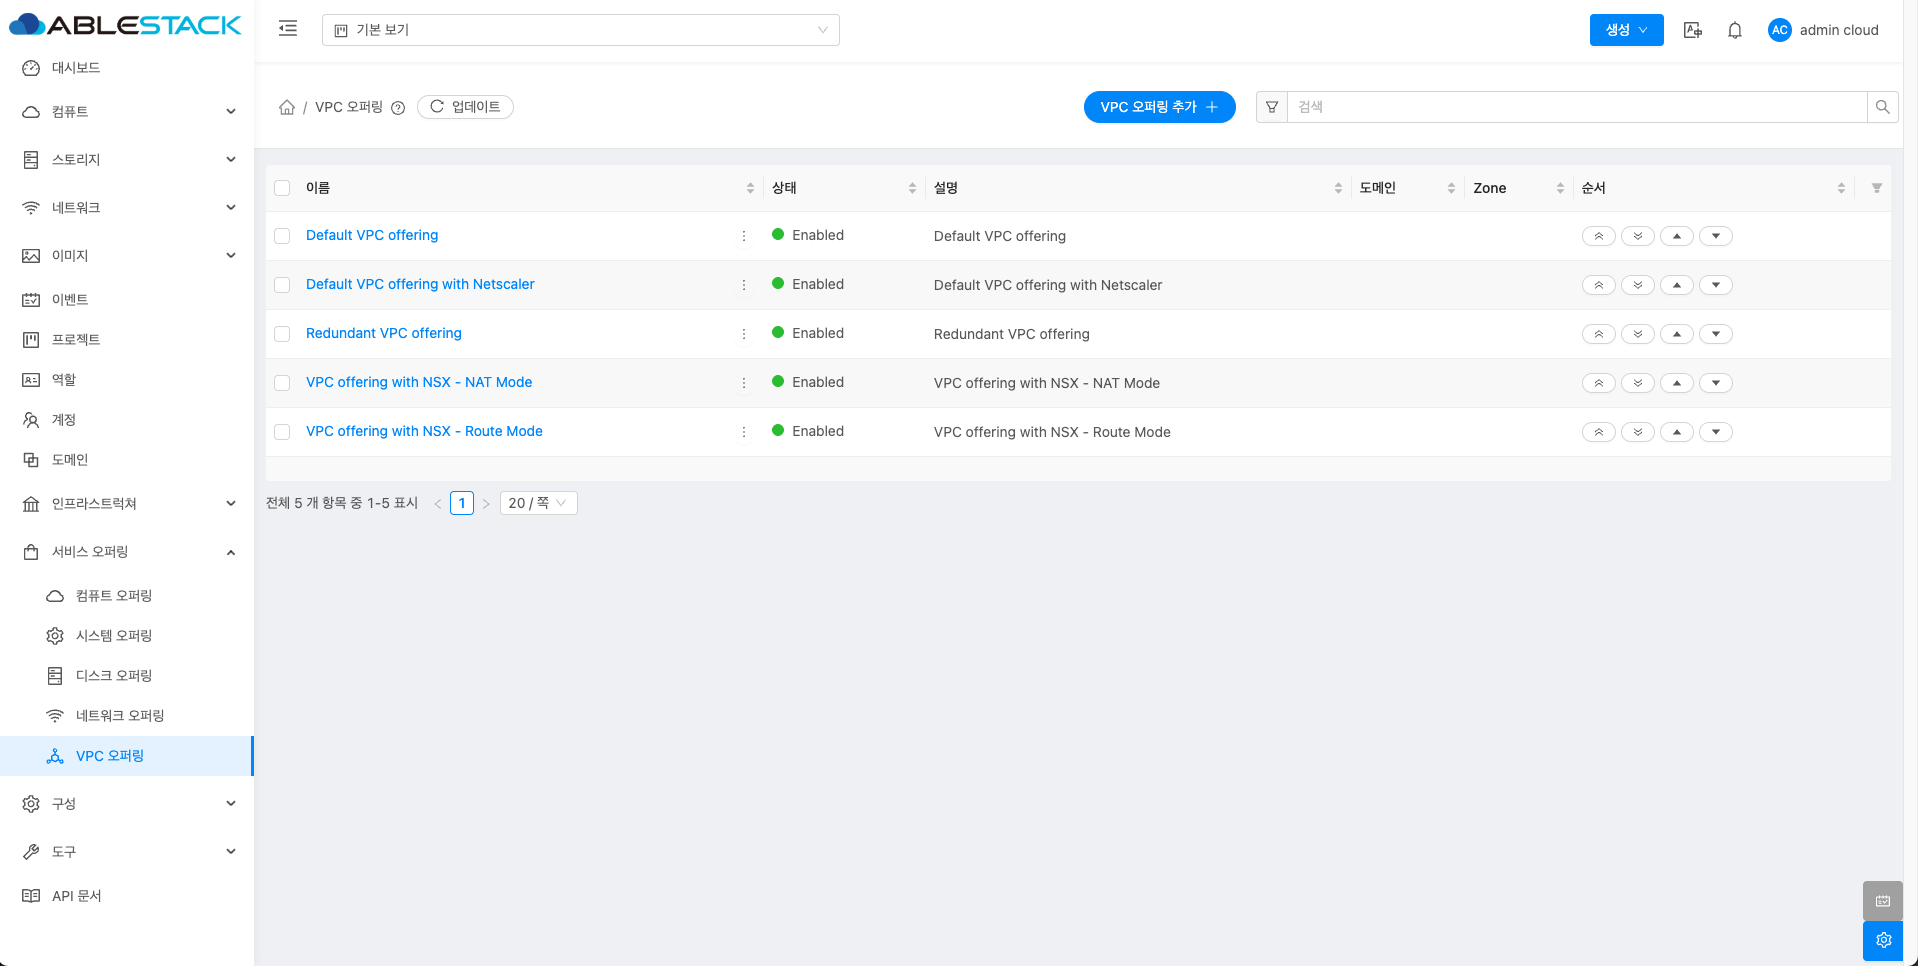 ABLESTACK
기본 보기
생성
AC admin cloud
대시보드
컴퓨트
스토리지
네트워크
이미지
이벤트
프로젝트
역할
계정
도메인
인프라스트럭쳐
서비스 오퍼링
컴퓨트 오퍼링
시스템 오퍼링
디스크 오퍼링
네트워크 오퍼링
VPC 오퍼링
구성
도구
API 문서
/ VPC 오퍼링 업데이트
VPC 오퍼링 추가
검색
이름 상태 설명 도메인 Zone 순서
Default VPC offering Enabled Default VPC offering
Default VPC offering with Netscaler Enabled Default VPC offering with Netscaler
Redundant VPC offering Enabled Redundant VPC offering
VPC offering with NSX - NAT Mode Enabled VPC offering with NSX - NAT Mode
VPC offering with NSX - Route Mode Enabled VPC offering with NSX - Route Mode
전체 5 개 항목 중 1-5 표시 < 1 > 20 / 쪽